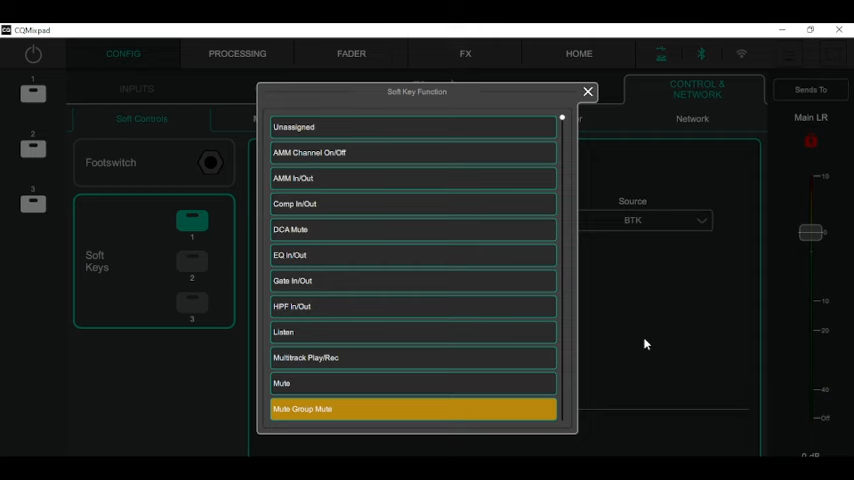 CQ CQMixpad
CONFIG PROCESSING FADER FX HOME
INPUTS
CONTROL &
NETWORK
Sends To
Soft Controls
Network
Main LR
1
2
3
Footswitch
Soft
Keys
1
2
3
Soft Key Function
Unassigned
AMM Channel On/Off
AMM In/Out
Comp In/Out
DCA Mute
EQ In/Out
Gate In/Out
HPF In/Out
Listen
Multitrack Play/Rec
Mute
Mute Group Mute
Source
BTK
10
-10
-20
-40
-Off
0 dB